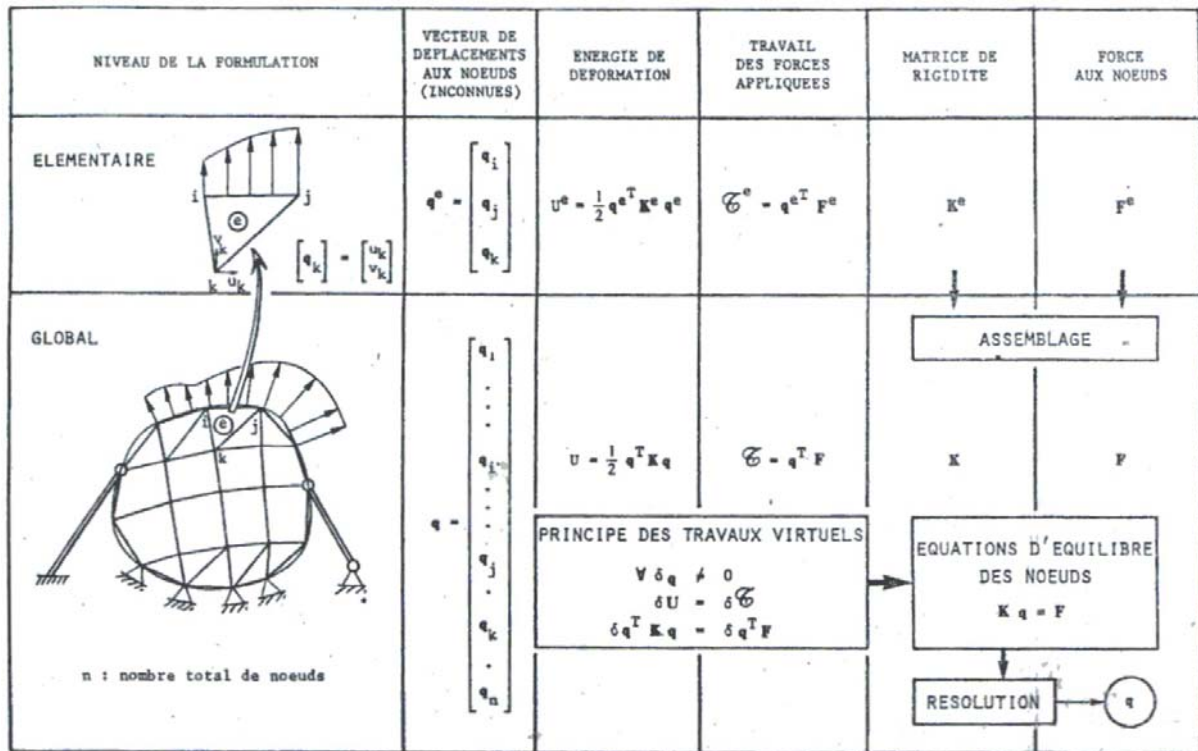 NIVEAU DE LA FORMULATION
VECTEUR DE
DEPLACEMENTS
AUX NOEUDS
(INCONNUES)
ENERGIE DE
DEFORMATION
TRAVAIL
DES FORCES
APPLIQUEES
MATRICE DE
RIGIDITE
FORCE
AUX NOEUDS
ELEMENTAIRE
i j
e
v_k
k u_k
[q_k] = [u_k v_k]
q^e = [q_i q_j q_k]
U^e = 1/2 q^eT K^e q^e
𝒯^e = q^eT F^e
K^e
F^e
GLOBAL
ASSEMBLAGE
i e j
k
q = [q_1 . . . q_i . . . . q_j . q_k . q_n]
U = 1/2 q^T K q
𝒯 = q^T F
K
F
PRINCIPE DES TRAVAUX VIRTUELS
∀ δq ≠ 0
δU = δ𝒯
δq^T K q = δq^T F
EQUATIONS D'EQUILIBRE
DES NOEUDS
K q = F
n : nombre total de noeuds
RESOLUTION
q